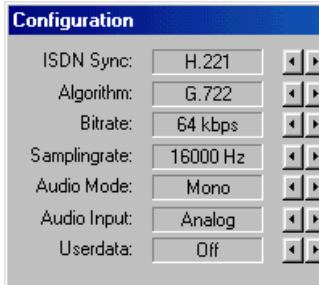 Configuration
ISDN Sync: H.221
Algorithm: G.722
Bitrate: 64 kbps
Samplingrate: 16000 Hz
Audio Mode: Mono
Audio Input: Analog
Userdata: Off